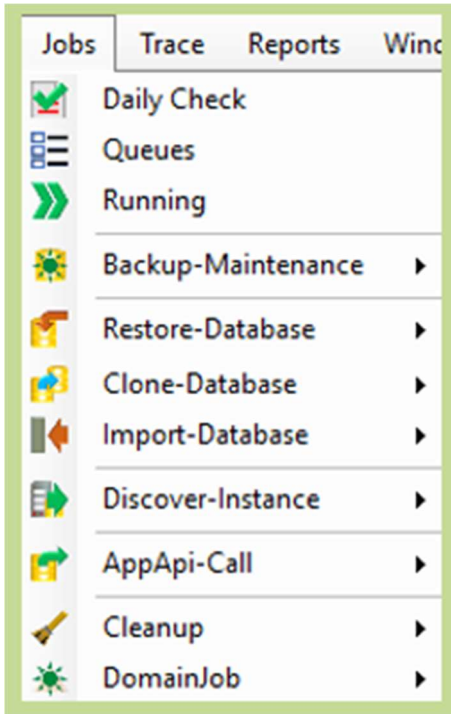 Jobs Trace Reports Wind
Daily Check
Queues
Running
Backup-Maintenance
Restore-Database
Clone-Database
Import-Database
Discover-Instance
AppApi-Call
Cleanup
DomainJob